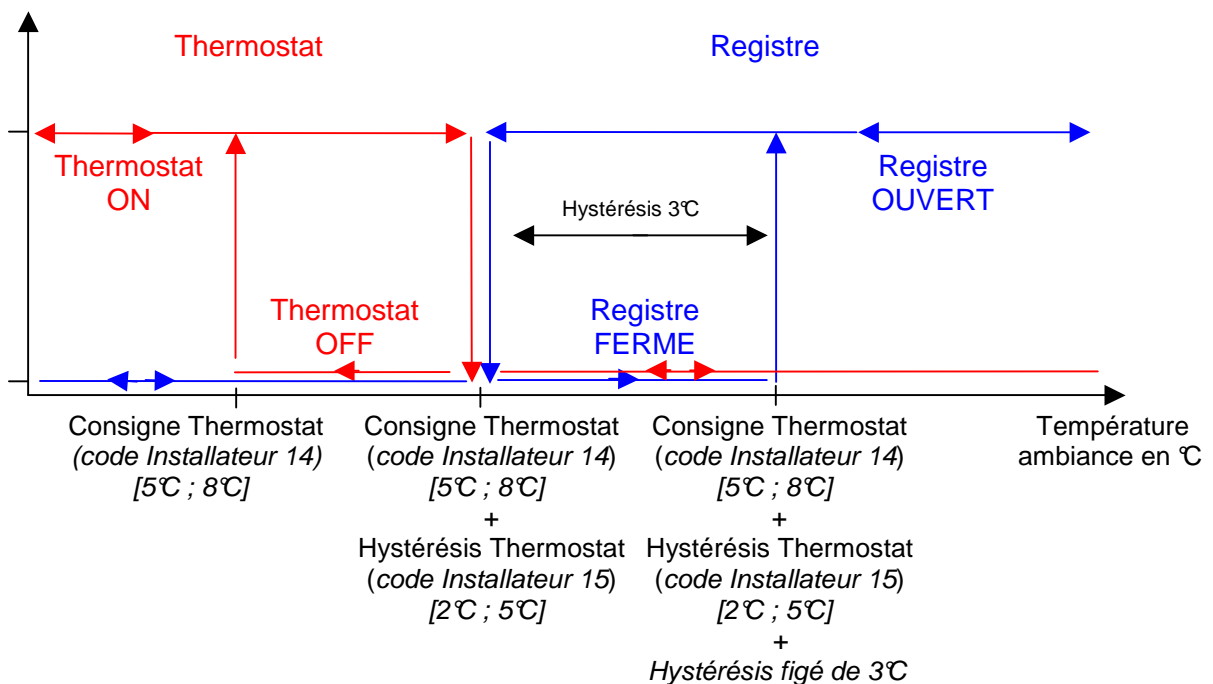 Thermostat
Registre
Thermostat
ON
Registre
OUVERT
Hystérésis 3°C
Thermostat
OFF
Registre
FERME
Consigne Thermostat
(code Installateur 14)
[5°C ; 8°C]
Consigne Thermostat
(code Installateur 14)
[5°C ; 8°C]
+
Hystérésis Thermostat
(code Installateur 15)
[2°C ; 5°C]
Consigne Thermostat
(code Installateur 14)
[5°C ; 8°C]
+
Hystérésis Thermostat
(code Installateur 15)
[2°C ; 5°C]
+
Hystérésis figé de 3°C
Température
ambiance en °C